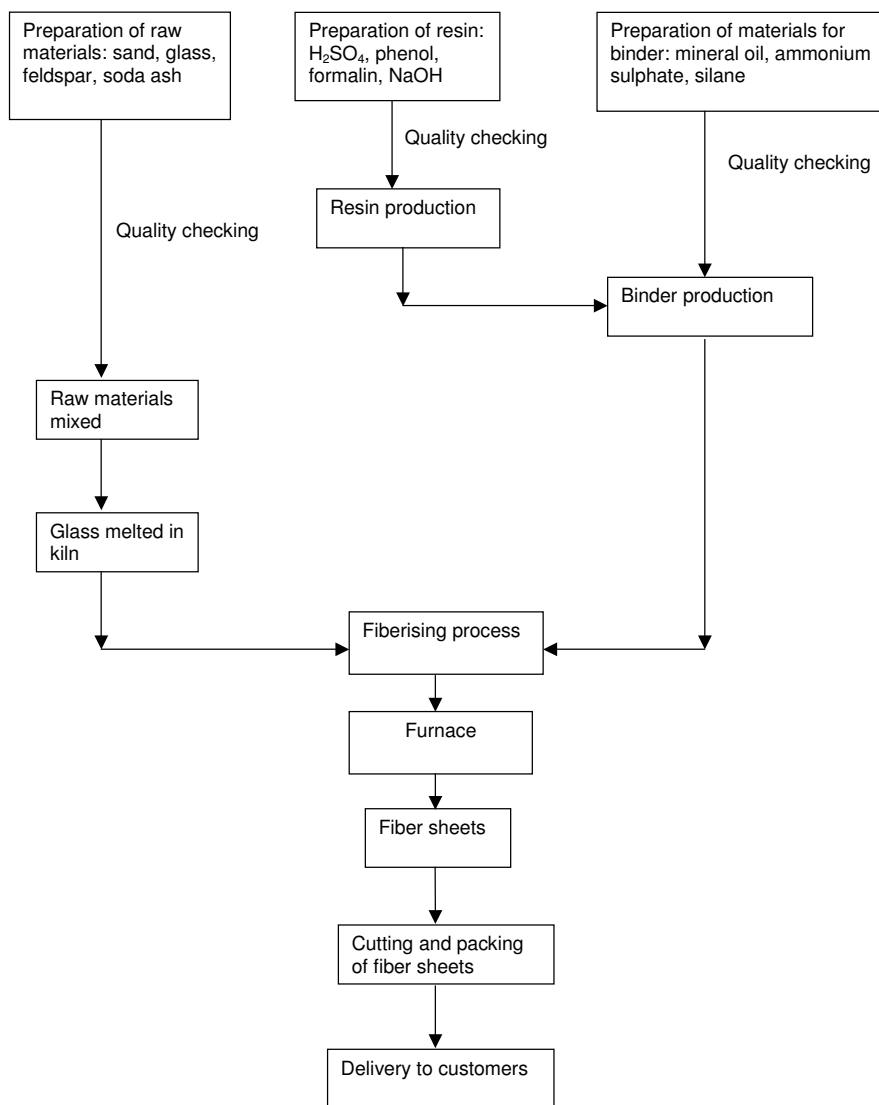 Preparation of raw
materials: sand, glass,
feldspar, soda ash
Preparation of resin:
H₂SO₄, phenol,
formalin, NaOH
Preparation of materials for
binder: mineral oil, ammonium
sulphate, silane
Quality checking
Quality checking
Quality checking
Resin production
Binder production
Raw materials
mixed
Glass melted in
kiln
Fiberising process
Furnace
Fiber sheets
Cutting and packing
of fiber sheets
Delivery to customers